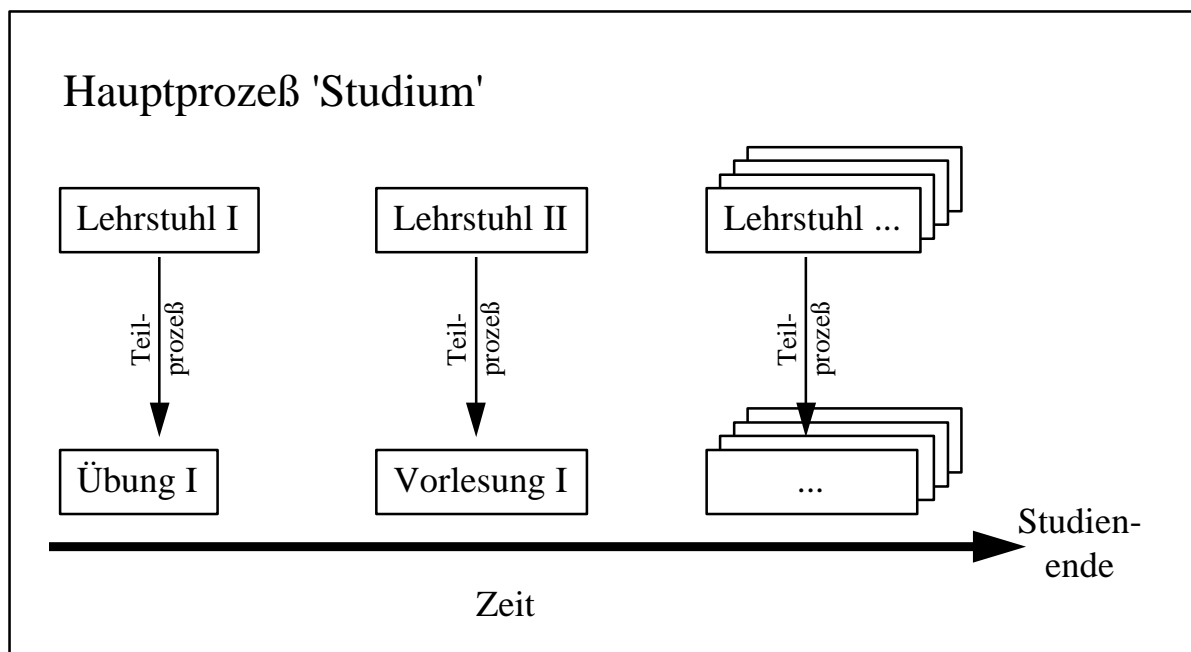 Hauptprozeß 'Studium'
Lehrstuhl I
Lehrstuhl II
Lehrstuhl ...
Teil-
prozeß
Teil-
prozeß
Teil-
prozeß
Übung I
Vorlesung I
...
Studien-
ende
Zeit